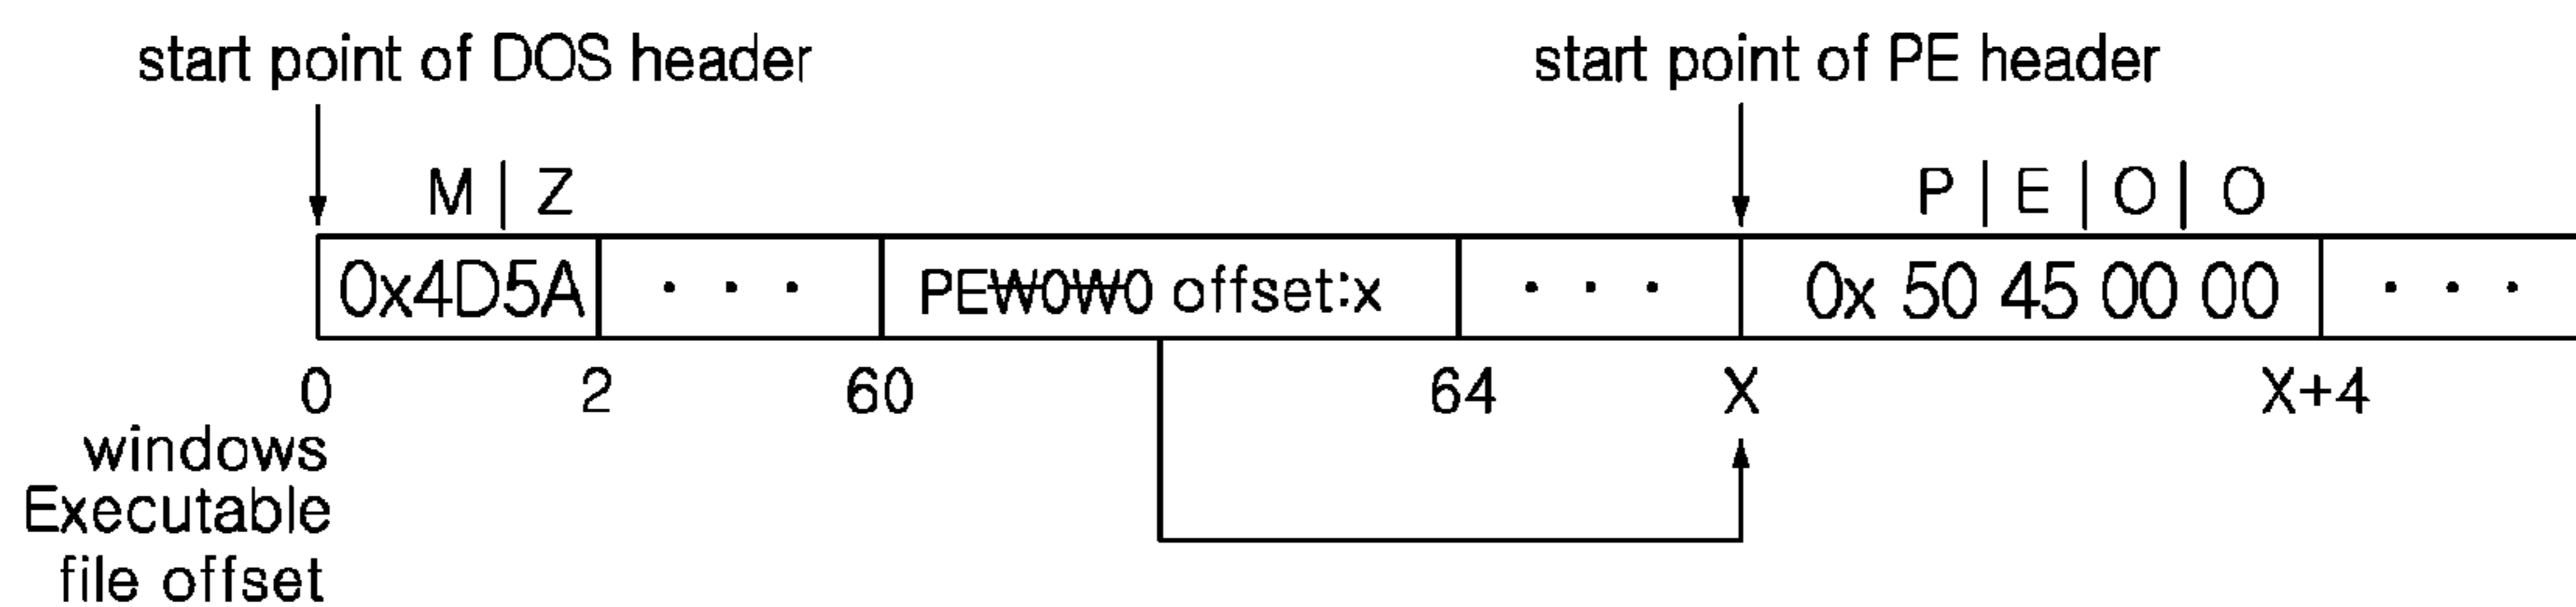 start point of DOS header
start point of PE header
M | Z
P | E | O | O
0x4D5A
. . .
PE₩0₩0 offset:x
. . .
0x 50 45 00 00
. . .
0
2
60
64
X
X+4
windows
Executable
file offset